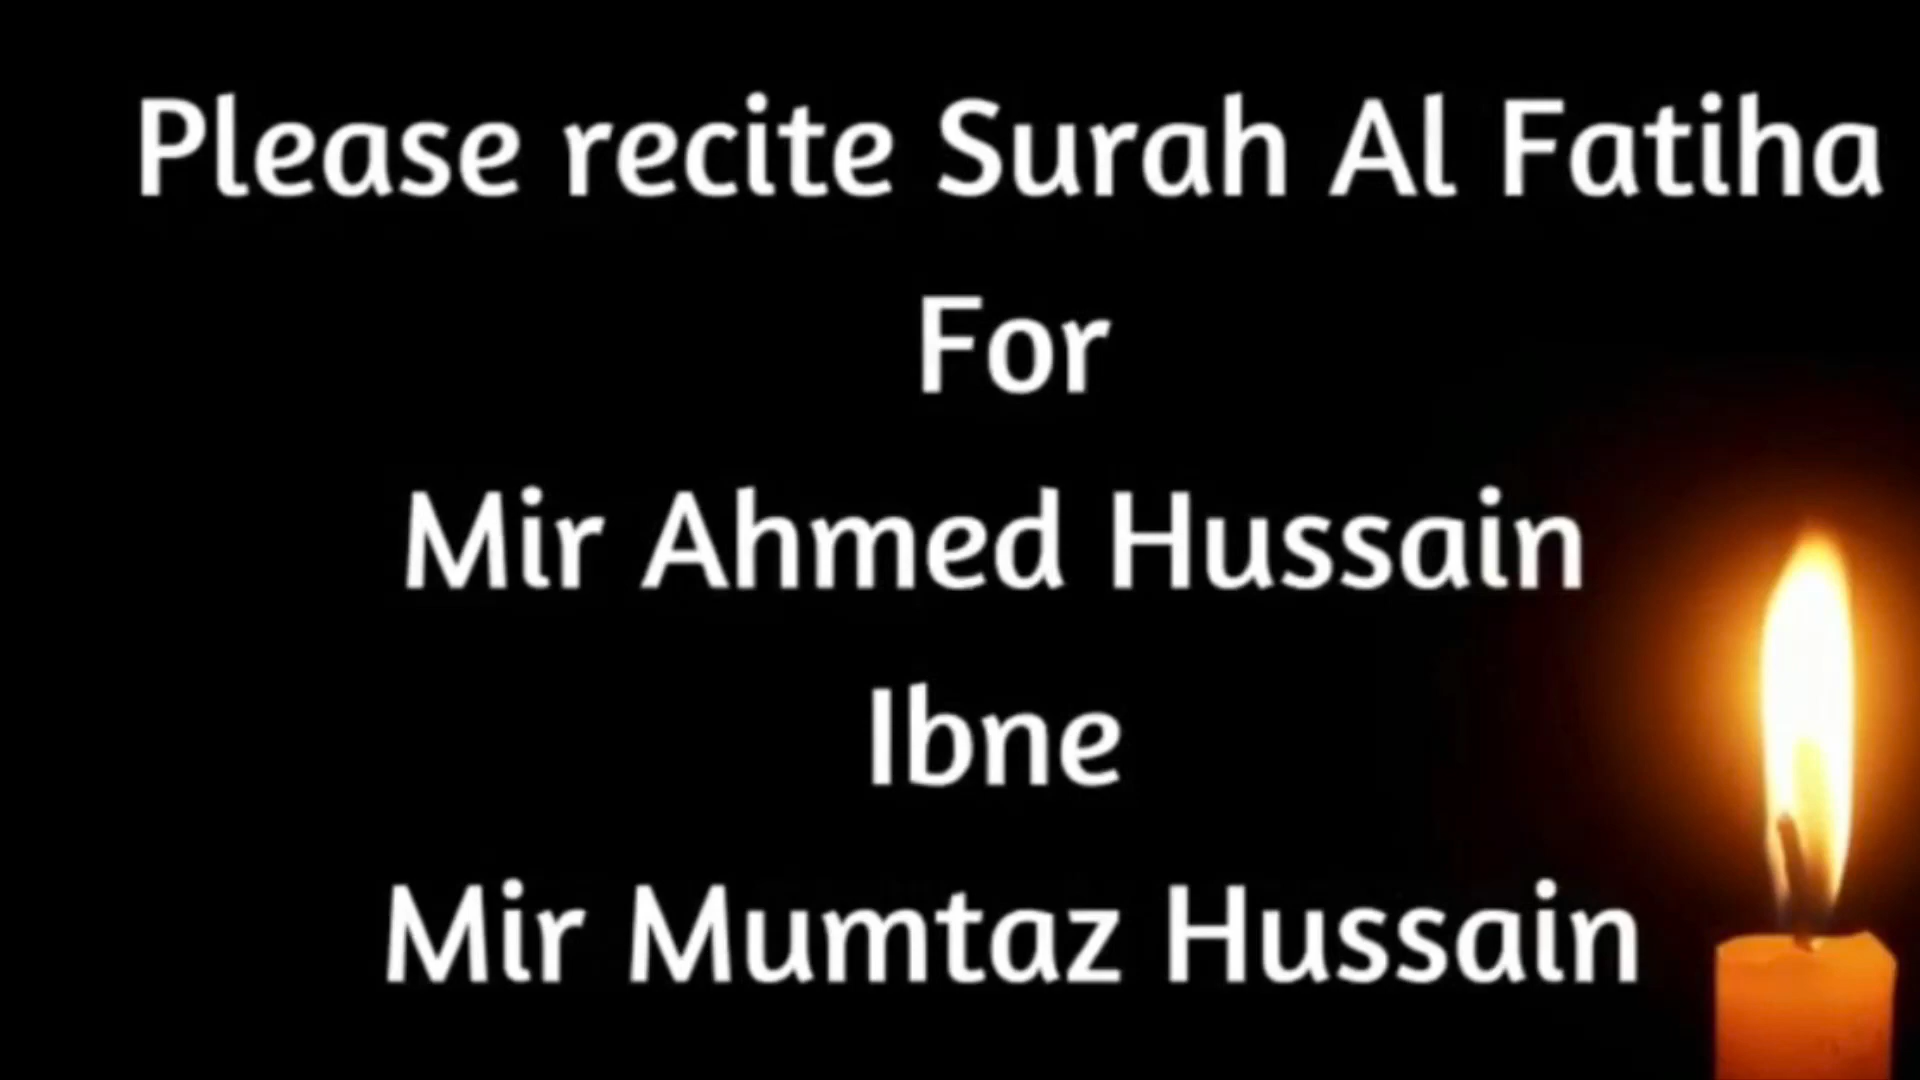 Please recite Surah Al Fatiha
For
Mir Ahmed Hussain
Ibne
Mir Mumtaz Hussain